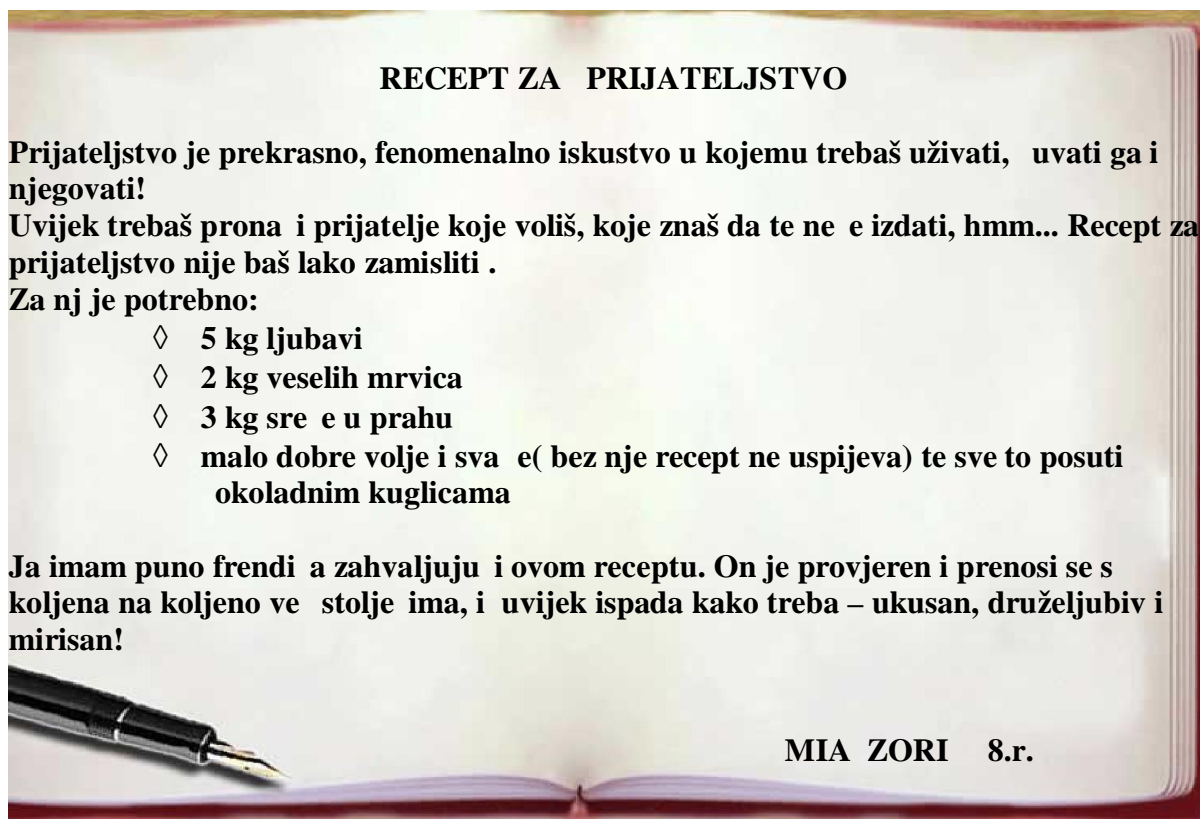 RECEPT ZA PRIJATELJSTVO
Prijateljstvo je prekrasno, fenomenalno iskustvo u kojemu trebaš uživati, uvati ga i
njegovati!
Uvijek trebaš prona i prijatelje koje voliš, koje znaš da te ne e izdati, hmm... Recept za
prijateljstvo nije baš lako zamisliti .
Za nj je potrebno:
◊ 5 kg ljubavi
◊ 2 kg veselih mrvica
◊ 3 kg sre e u prahu
◊ malo dobre volje i sva e( bez nje recept ne uspijeva) te sve to posuti
okoladnim kuglicama
Ja imam puno frendi a zahvaljuju i ovom receptu. On je provjeren i prenosi se s
koljena na koljeno ve stolje ima, i uvijek ispada kako treba – ukusan, druželjubiv i
mirisan!
MIA ZORI 8.r.